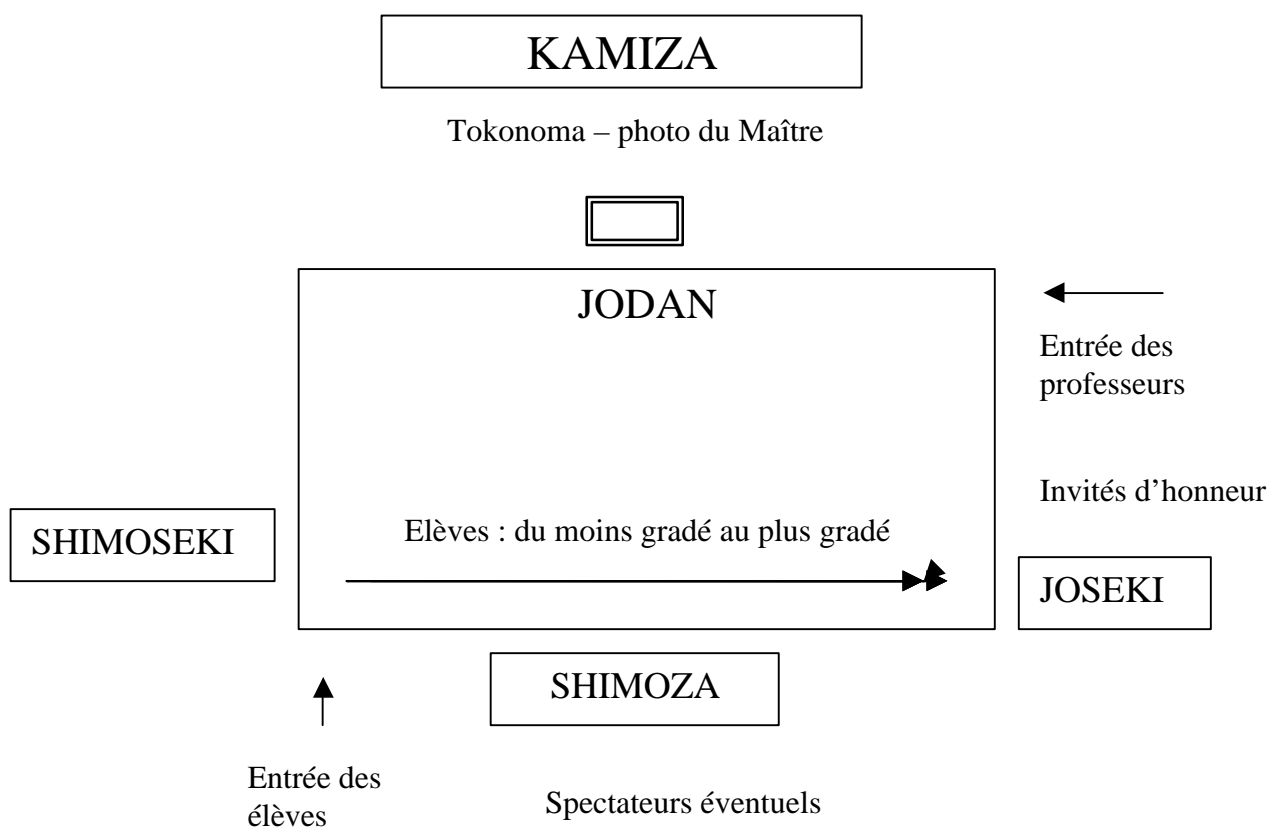 KAMIZA
Tokonoma – photo du Maître
JODAN
Entrée des
professeurs
Invités d’honneur
Elèves : du moins gradé au plus gradé
SHIMOSEKI
JOSEKI
SHIMOZA
Entrée des
élèves
Spectateurs éventuels